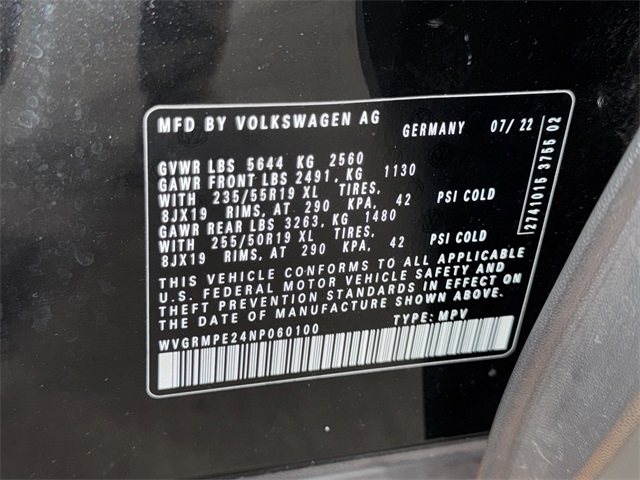 MFD BY VOLKSWAGEN AG GERMANY 07/ 22
GVWR LBS 5644 KG 2560
GAWR FRONT LBS 2491, KG 1130
WITH 235/55R19 XL TIRES,
8JX19 RIMS, AT 290 KPA, 42 PSI COLD
GAWR REAR LBS 3263, KG 1480
WITH 255/50R19 XL TIRES,
8JX19 RIMS, AT 290 KPA, 42 PSI COLD
THIS VEHICLE CONFORMS TO ALL APPLICABLE
U.S. FEDERAL MOTOR VEHICLE SAFETY AND
THEFT PREVENTION STANDARDS IN EFFECT ON
THE DATE OF MANUFACTURE SHOWN ABOVE.
WVGRMPE24NP060100 TYPE: MPV
2741015 3765 02